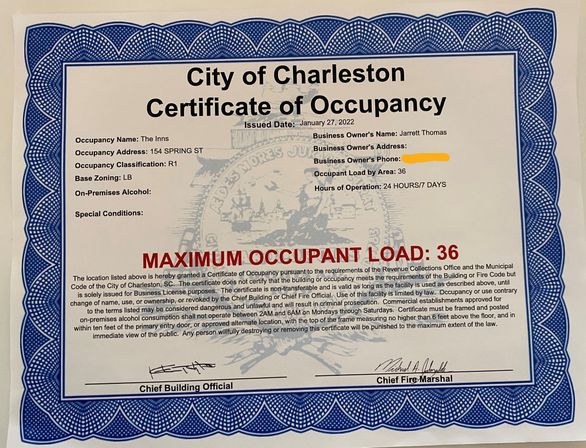 City of Charleston
Certificate of Occupancy
Issued Date: January 27, 2022
Occupancy Name: The Inns
Occupancy Address: 154 SPRING ST
Occupancy Classification: R1
Base Zoning: LB
On-Premises Alcohol:
Special Conditions:
Business Owner's Name: Jarrett Thomas
Business Owner's Address:
Business Owner's Phone:
Occupant Load by Area: 36
Hours of Operation: 24 HOURS/7 DAYS
MAXIMUM OCCUPANT LOAD: 36
The location listed above is hereby granted a Certificate of Occupancy pursuant to the requirements of the Revenue Collections Office and the Municipal
Code of the City of Charleston, SC. The certificate does not certify that the building or occupancy meets the requirements of the Building or Fire Code but
is solely issued for Business License purposes. The certificate is non-transferable and is valid as long as the facility is used as described above, until
change of name, use, or ownership, or revoked by the Chief Building or Chief Fire Official. Use of this facility is limited by law. Occupancy or use contrary
to the terms listed may be considered dangerous and unlawful and will result in criminal prosecution. Commercial establishments approved for
on-premises alcohol consumption shall not operate between 2AM and 6AM on Mondays through Saturdays. Certificate must be framed and posted
within ten feet of the primary entry door, or approved alternate location, with the top of the frame measuring no higher than 6 feet above the floor, and in
immediate view of the public. Any person willfully destroying or removing this certificate will be punished to the maximum extent of the law.
Chief Building Official
Chief Fire Marshal